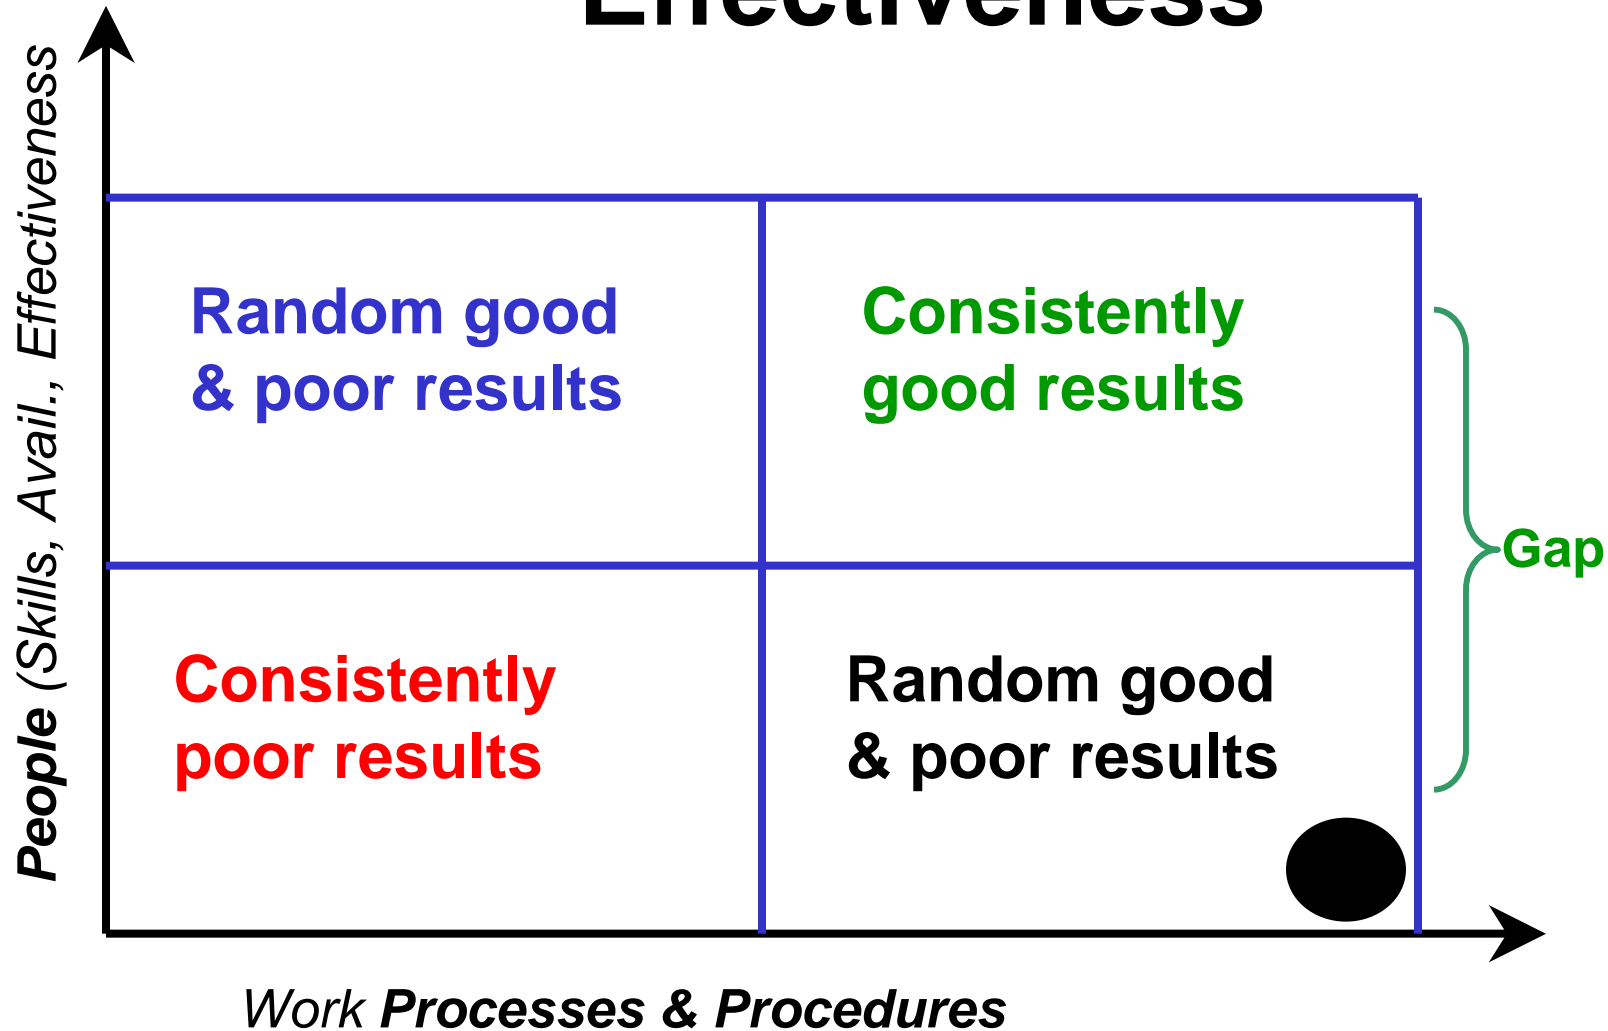 Effectiveness
People (Skills, Avail., Effectiveness
Random good
& poor results
Consistently
good results
Gap
Consistently
poor results
Random good
& poor results
Work Processes & Procedures